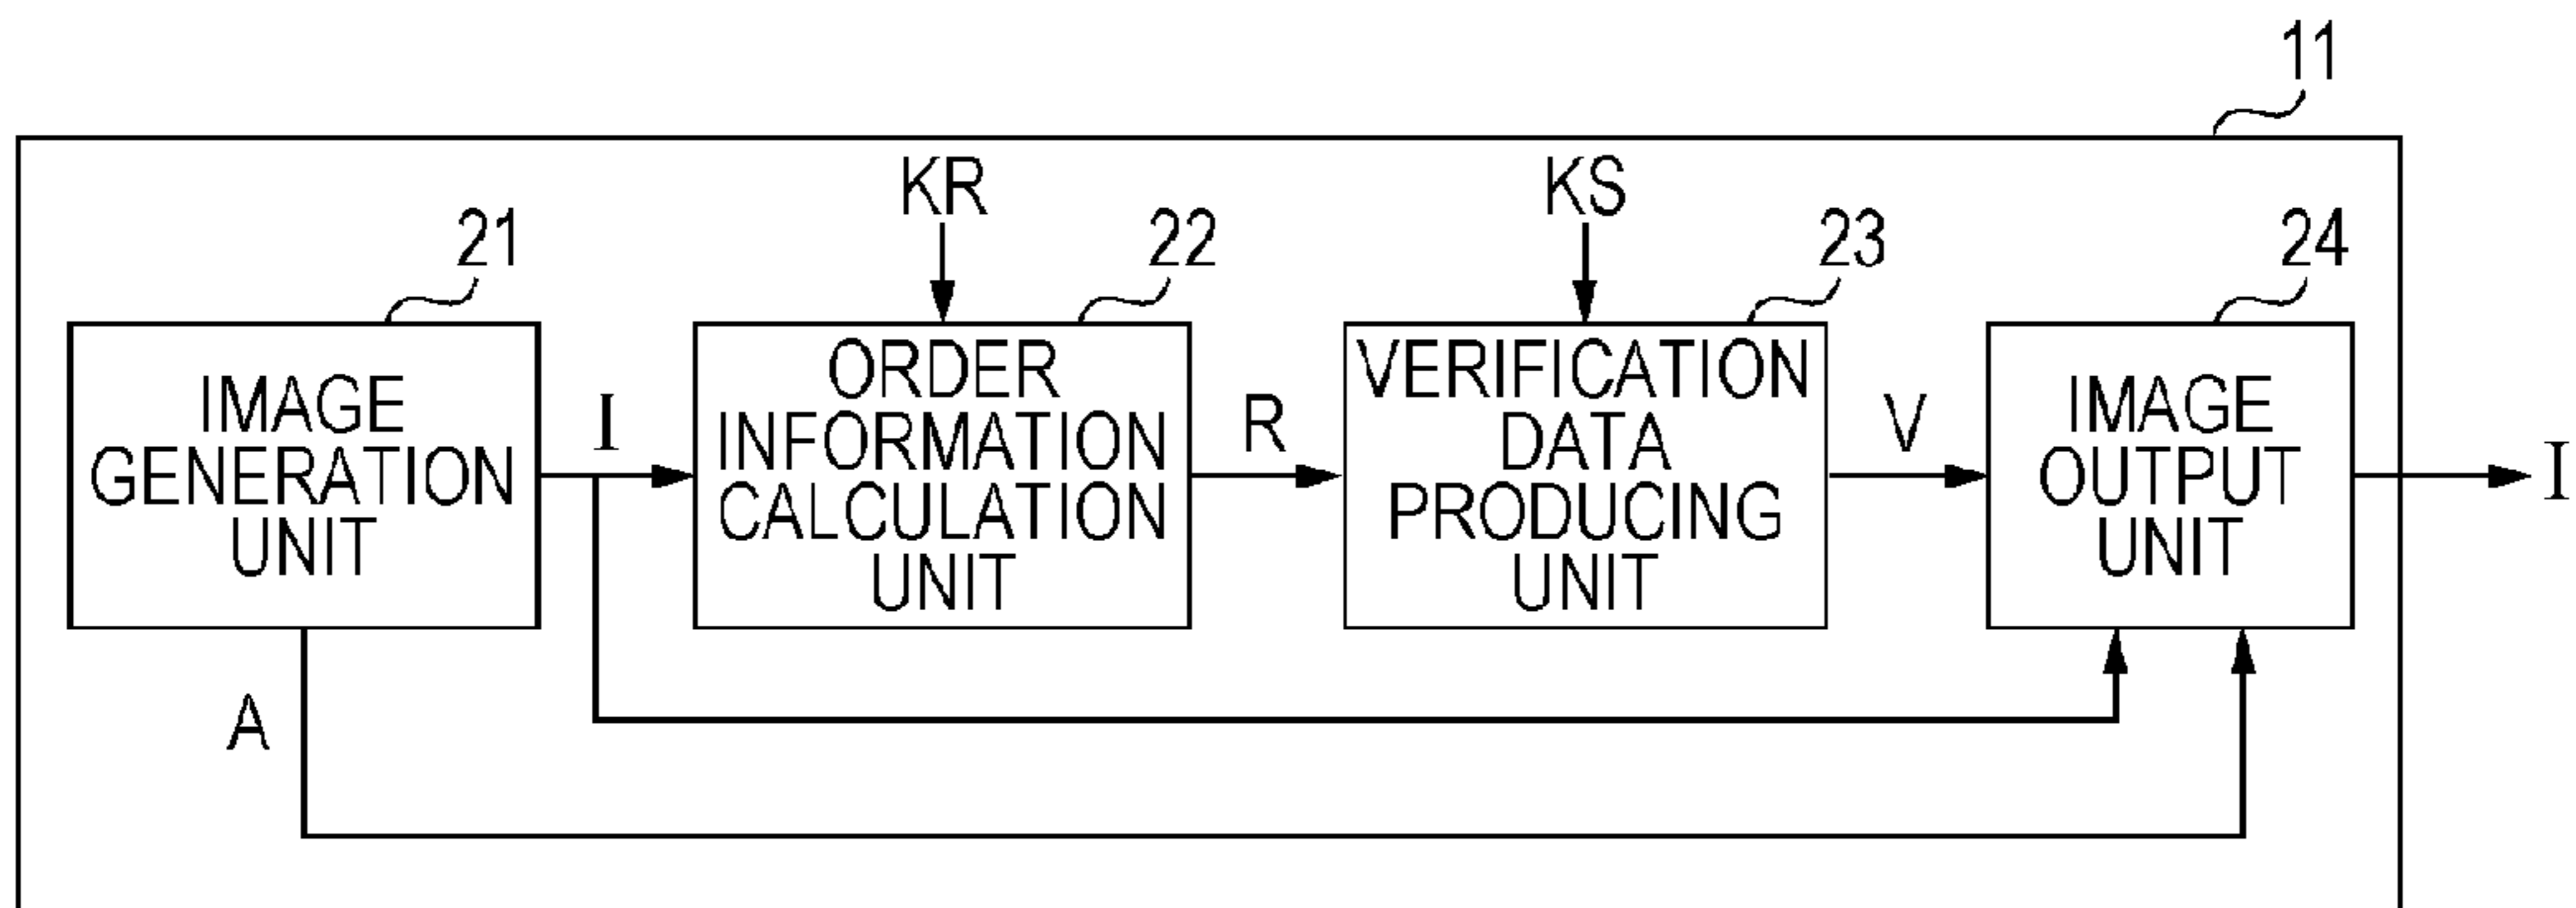 11
KR
KS
21
22
23
24
IMAGE
GENERATION
UNIT
I
ORDER
INFORMATION
CALCULATION
UNIT
R
VERIFICATION
DATA
PRODUCING
UNIT
V
IMAGE
OUTPUT
UNIT
I
A